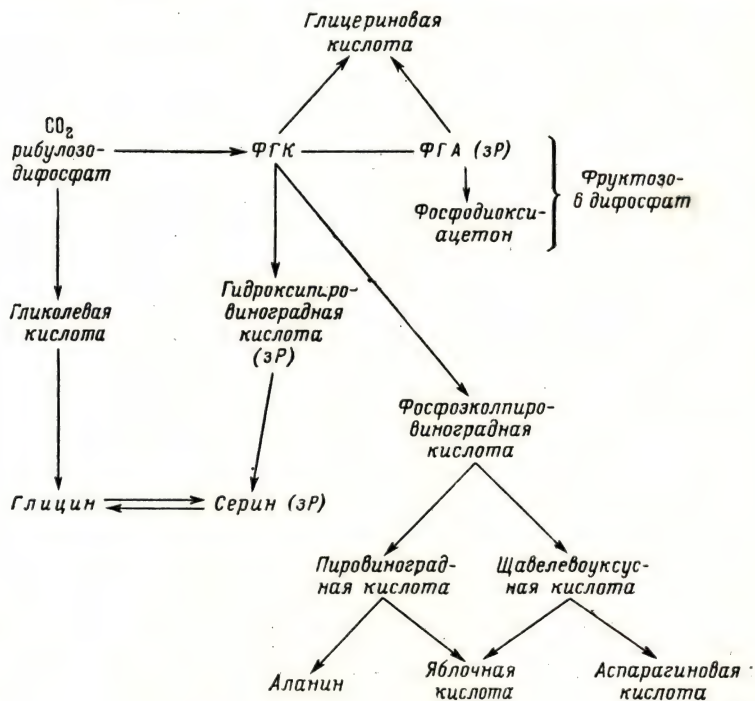 Глицериновая
кислота
CO₂
рибулозо-
дифосфат
ФГК
ФГА (зР)
Фосфодиокси-
ацетон
Фруктозо-
6 дифосфат
Гликолевая
кислота
Гидроксипиро-
виноградная
кислота
(зР)
Фосфоэколпиро-
виноградная
кислота
Глицин
Серин (зР)
Пировиноград-
ная кислота
Щавелевоуксус-
ная кислота
Аланин
Яблочная
кислота
Аспарагиновая
кислота